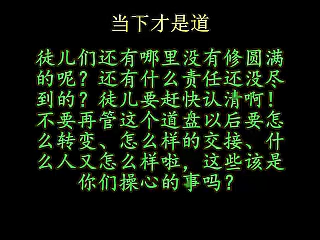 当下才是道
徒儿们还有哪里没有修圆满
的呢？还有什么责任还没尽
到的？徒儿要赶快认清啊！
不要再管这个道盘以后要怎
么转变、怎么样的交接、什
么人又怎么样啦，这些该是
你们操心的事吗？